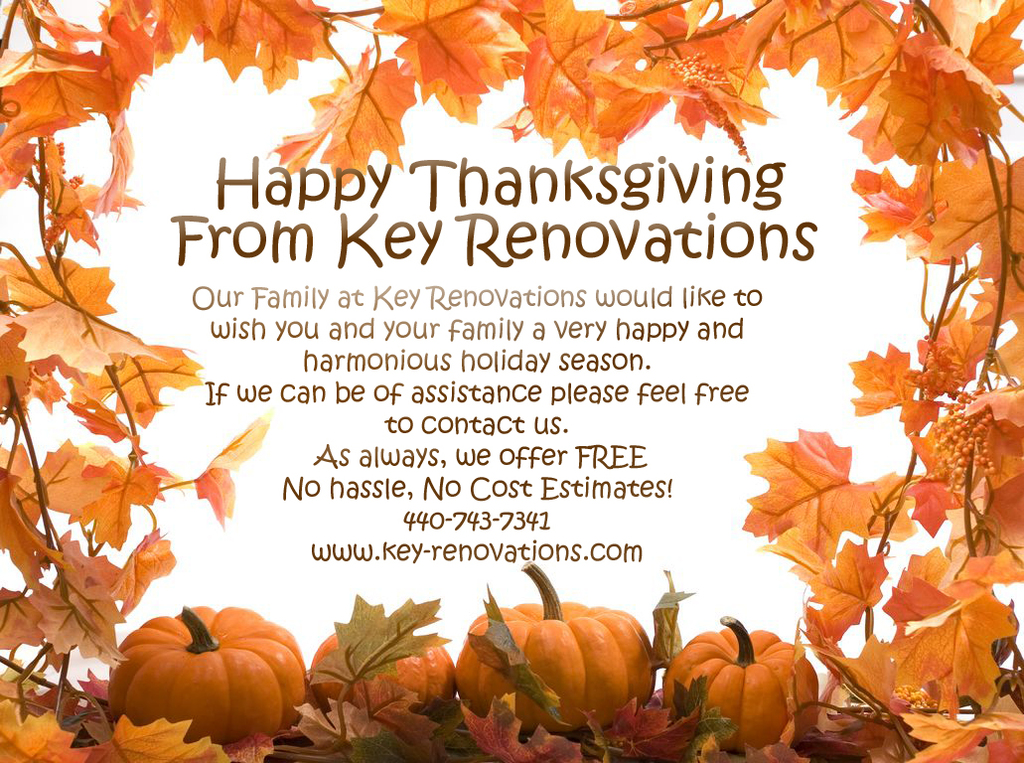 Happy Thanksgiving
From Key Renovations
Our Family at Key Renovations would like to
wish you and your family a very happy and
harmonious holiday season.
If we can be of assistance please feel free
to contact us.
As always, we offer FREE
No hassle, No Cost Estimates!
440-743-7341
www.key-renovations.com